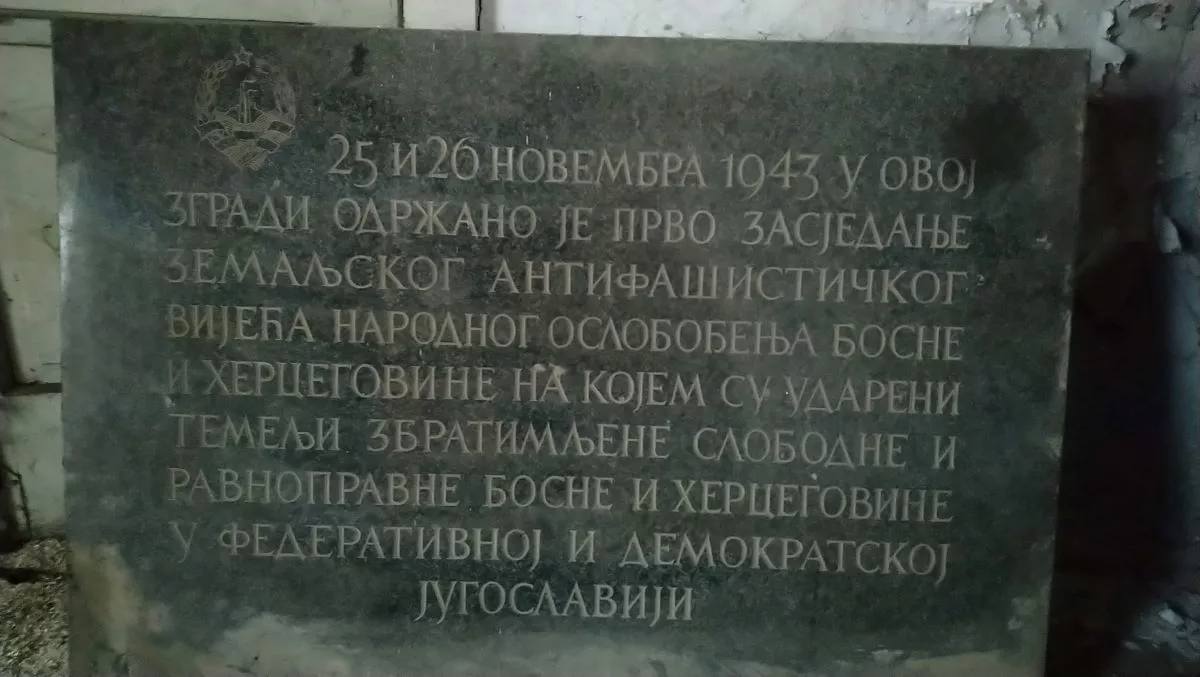 25 И 26 НОВЕМБРА 1943 У ОВОЈ
ЗГРАДИ ОДРЖАНО ЈЕ ПРВО ЗАСЈЕДАЊЕ
ЗЕМАЉСКОГ АНТИФАШИСТИЧКОГ
ВИЈЕЋА НАРОДНОГ ОСЛОБОЂЕЊА БОСНЕ
И ХЕРЦЕГОВИНЕ НА КОЈЕМ СУ УДАРЕНИ
ТЕМЕЉИ ЗБРАТИМЉЕНЕ СЛОБОДНЕ И
РАВНОПРАВНЕ БОСНЕ И ХЕРЦЕГОВИНЕ
У ФЕДЕРАТИВНОЈ И ДЕМОКРАТСКОЈ
ЈУГОСЛАВИЈИ